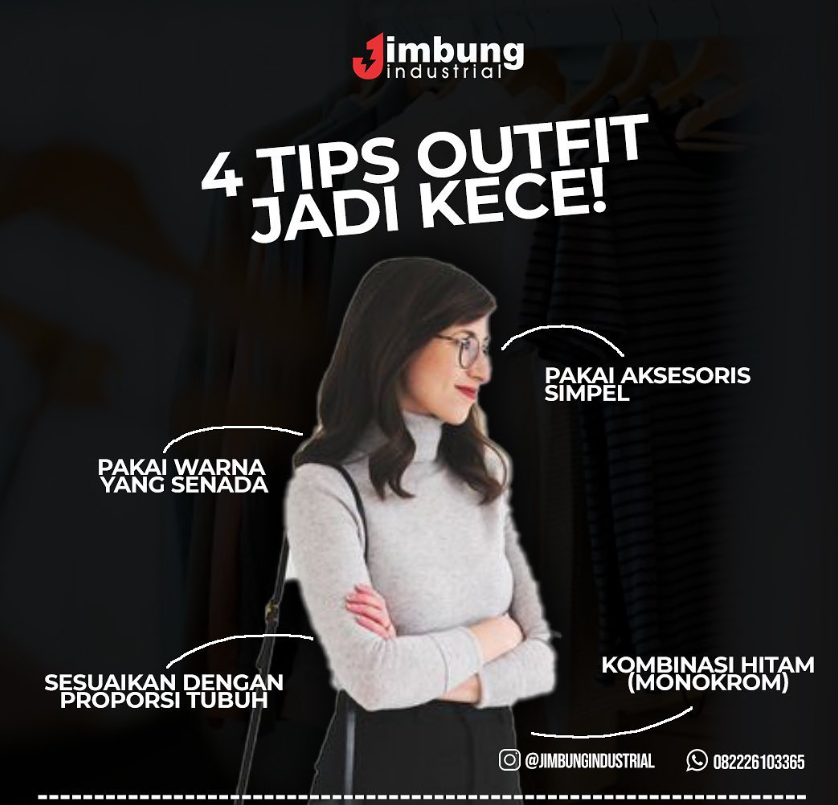 Jimbung
industrial
4 TIPS OUTFIT
JADI KECE!
PAKAI AKSESORIS
SIMPEL
PAKAI WARNA
YANG SENADA
SESUAIKAN DENGAN
PROPORSI TUBUH
KOMBINASI HITAM
(MONOKROM)
@JIMBUNGINDUSTRIAL 082226103365